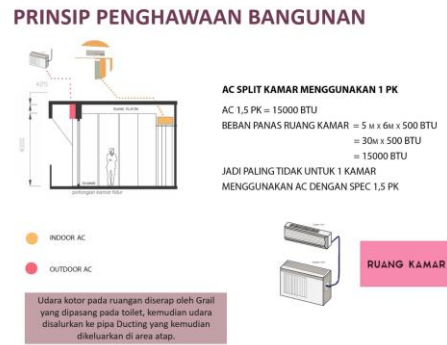 PRINSIP PENGHAWAAN BANGUNAN
AC SPLIT KAMAR MENGGUNAKAN 1 PK
AC 1,5 PK = 15000 BTU
BEBAN PANAS RUANG KAMAR = 5 M X 6M X 500 BTU
= 30M X 500 BTU
= 15000 BTU
JADI PALING TIDAK UNTUK 1 KAMAR
MENGGUNAKAN AC DENGAN SPEC 1,5 PK
potongan kamar tidur
INDOOR AC
OUTDOOR AC
RUANG KAMAR
Udara kotor pada ruangan diserap oleh Grail
yang dipasang pada toilet, kemudian udara
disalurkan ke pipa Ducting yang kemudian
dikeluarkan di area atap.